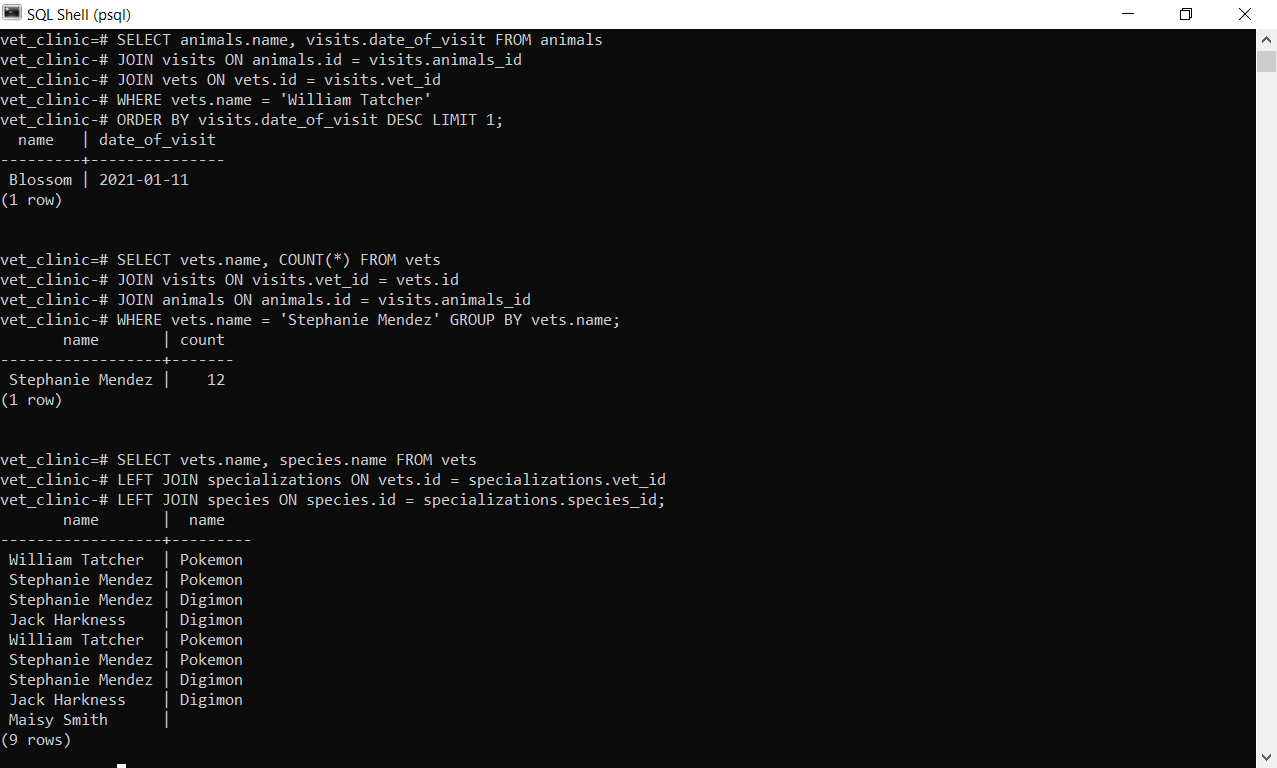 SQL Shell (psql)
vet_clinic=# SELECT animals.name, visits.date_of_visit FROM animals
vet_clinic-# JOIN visits ON animals.id = visits.animals_id
vet_clinic-# JOIN vets ON vets.id = visits.vet_id
vet_clinic-# WHERE vets.name = 'William Tatcher'
vet_clinic-# ORDER BY visits.date_of_visit DESC LIMIT 1;
  name   | date_of_visit
---------+---------------
 Blossom | 2021-01-11
(1 row)
vet_clinic=# SELECT vets.name, COUNT(*) FROM vets
vet_clinic-# JOIN visits ON visits.vet_id = vets.id
vet_clinic-# JOIN animals ON animals.id = visits.animals_id
vet_clinic-# WHERE vets.name = 'Stephanie Mendez' GROUP BY vets.name;
       name       | count
------------------+-------
 Stephanie Mendez |    12
(1 row)
vet_clinic=# SELECT vets.name, species.name FROM vets
vet_clinic-# LEFT JOIN specializations ON vets.id = specializations.vet_id
vet_clinic-# LEFT JOIN species ON species.id = specializations.species_id;
       name       |  name
------------------+---------
 William Tatcher  | Pokemon
 Stephanie Mendez | Pokemon
 Stephanie Mendez | Digimon
 Jack Harkness    | Digimon
 William Tatcher  | Pokemon
 Stephanie Mendez | Pokemon
 Stephanie Mendez | Digimon
 Jack Harkness    | Digimon
 Maisy Smith      |
(9 rows)